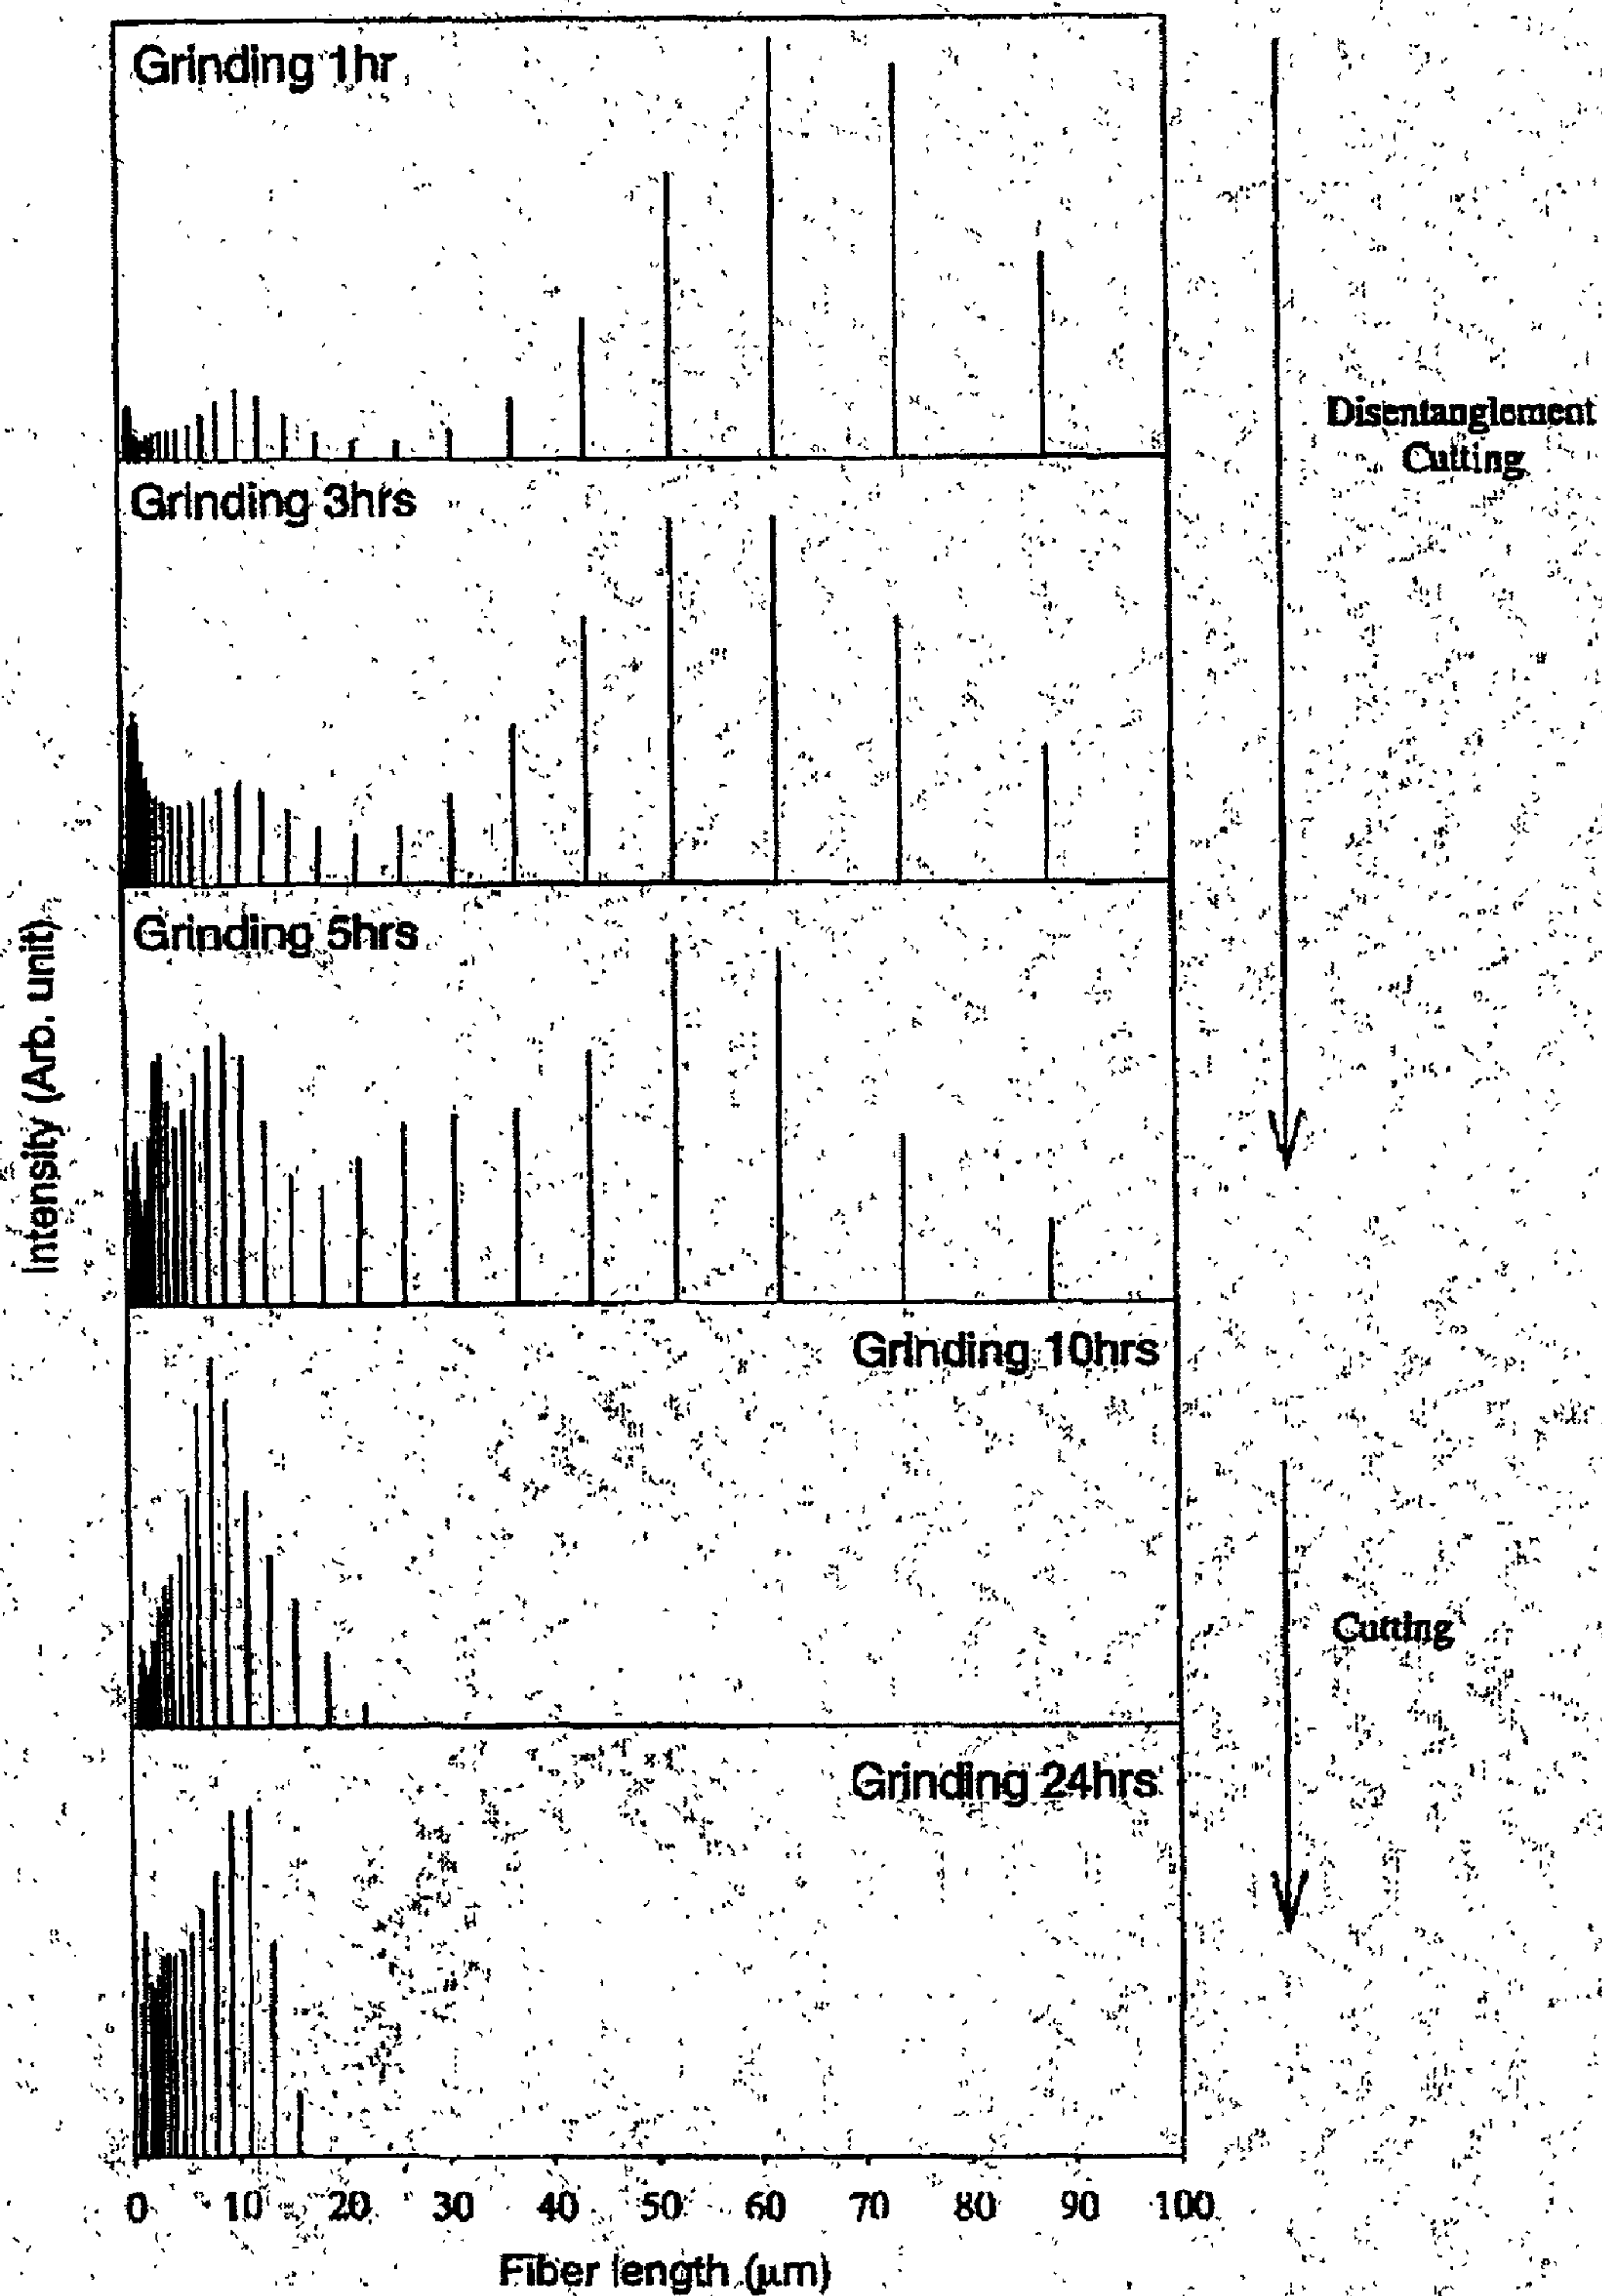 Grinding 1hr
Disentanglement
Cutting
Grinding 3hrs
Grinding 5hrs
Intensity (Arb. unit)
Grinding 10hrs
Cutting
Grinding 24hrs
0 10 20 30 40 50 60 70 80 90 100
Fiber length (μm)